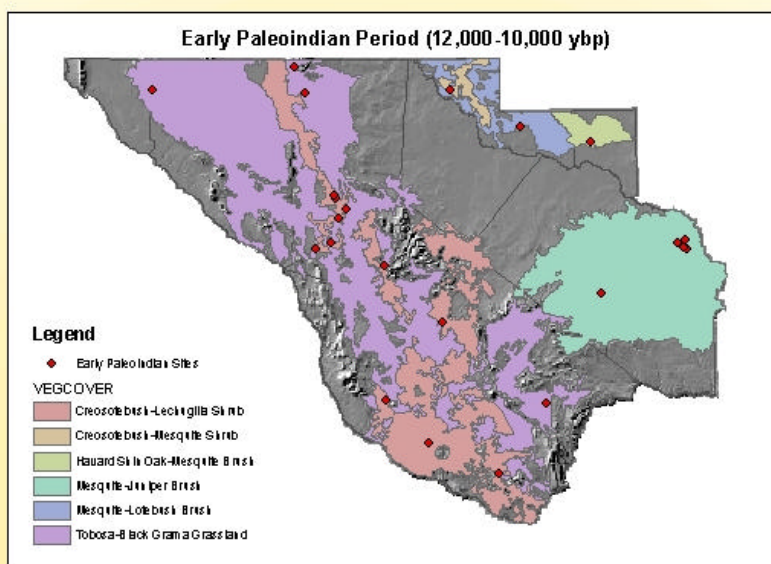 Early Paleoindian Period (12,000-10,000 ybp)
Legend
Early Paleoindian Sites
VEGCOVER
Creosotebush-Lechuguilla Shrub
Creosotebush-Mesquite Shrub
Havard Shin Oak-Mesquite Brush
Mesquite-Juniper Brush
Mesquite-Lotebush Brush
Tobosa-Black Grama Grassland